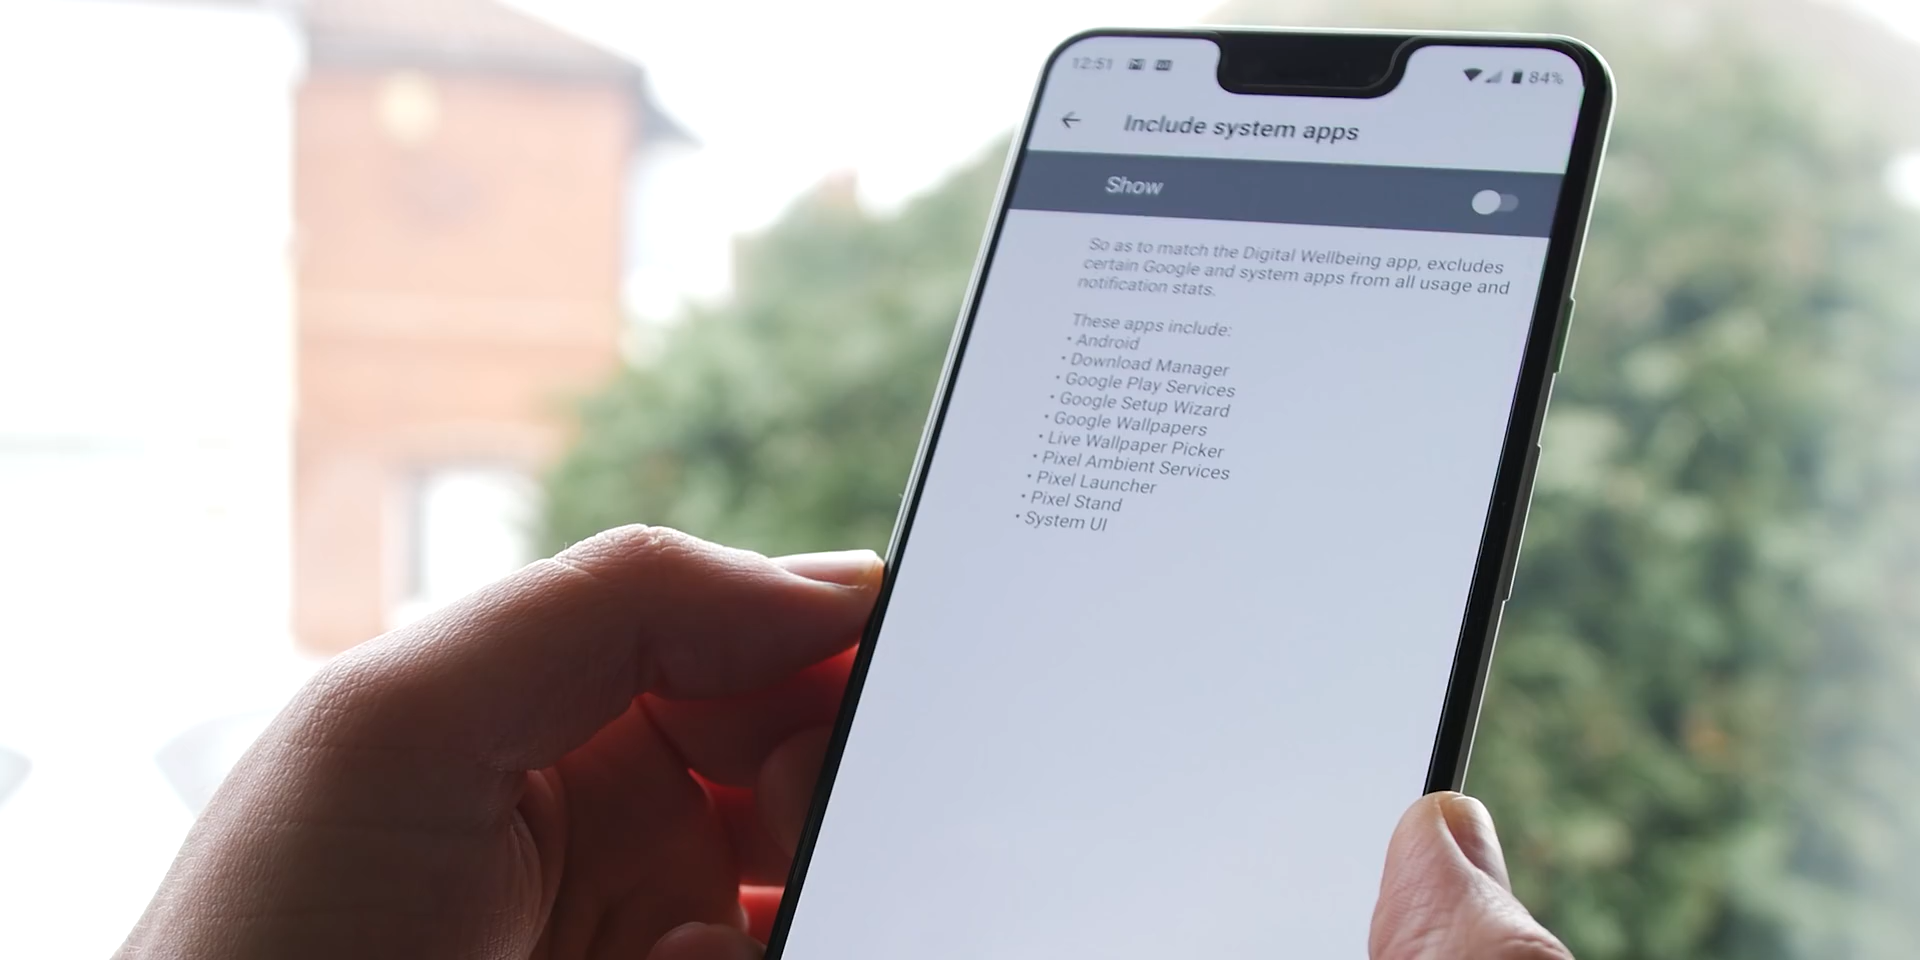 12:51
84%
Include system apps
Show
So as to match the Digital Wellbeing app, excludes
certain Google and system apps from all usage and
notification stats.
These apps include:
• Android
• Download Manager
• Google Play Services
• Google Setup Wizard
• Google Wallpapers
• Live Wallpaper Picker
• Pixel Ambient Services
• Pixel Launcher
• Pixel Stand
• System UI